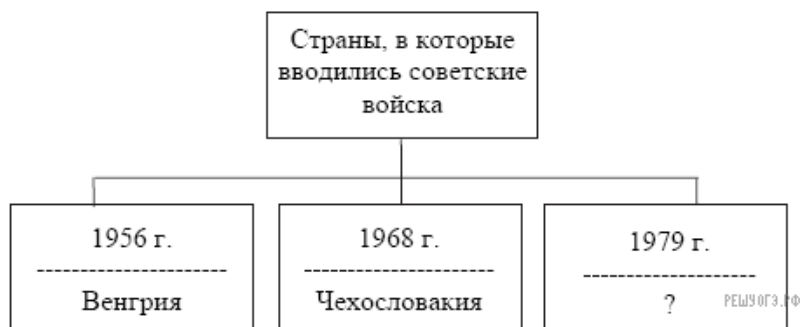 Страны, в которые
вводились советские
войска
1956 г.
----------------------
Венгрия
1968 г.
----------------------
Чехословакия
1979 г.
--------------------
?
РЕШУОГЭ.РФ